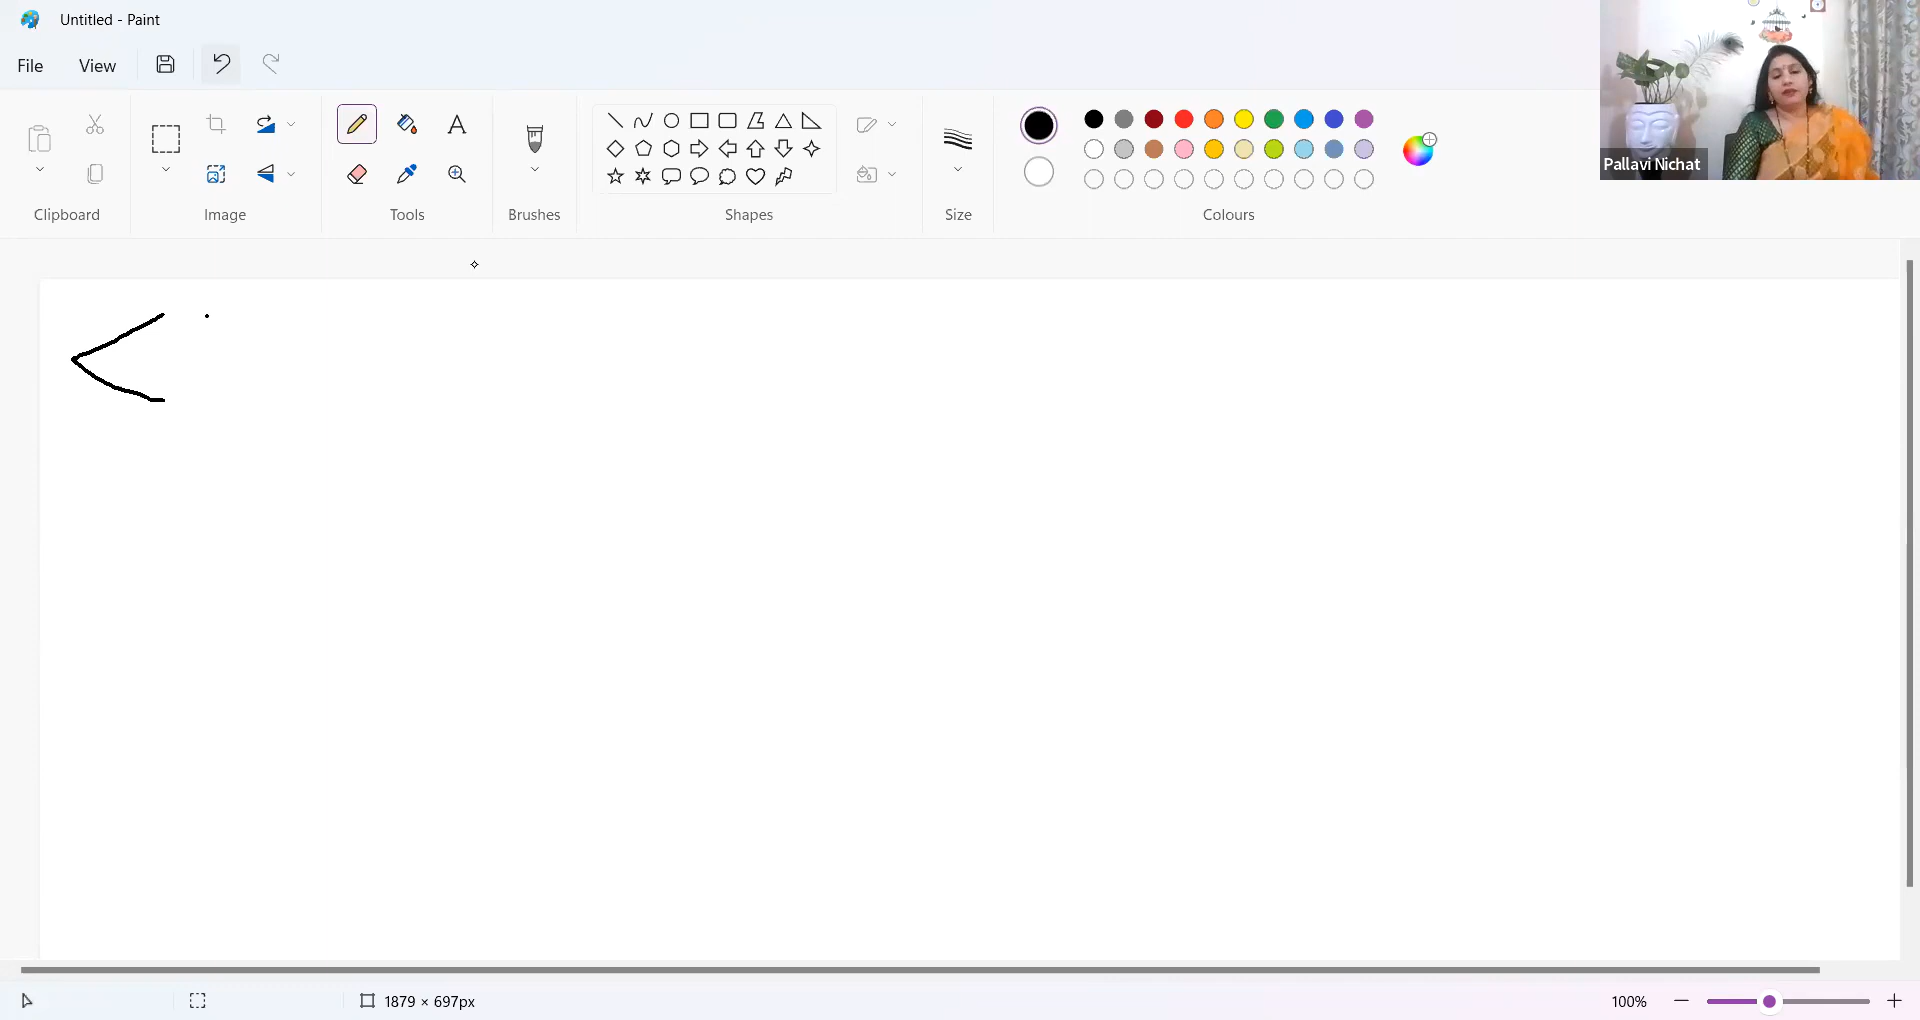 Untitled - Paint
File View
Clipboard Image Tools Brushes Shapes Size Colours
Pallavi Nichat
1879 × 697px
100%